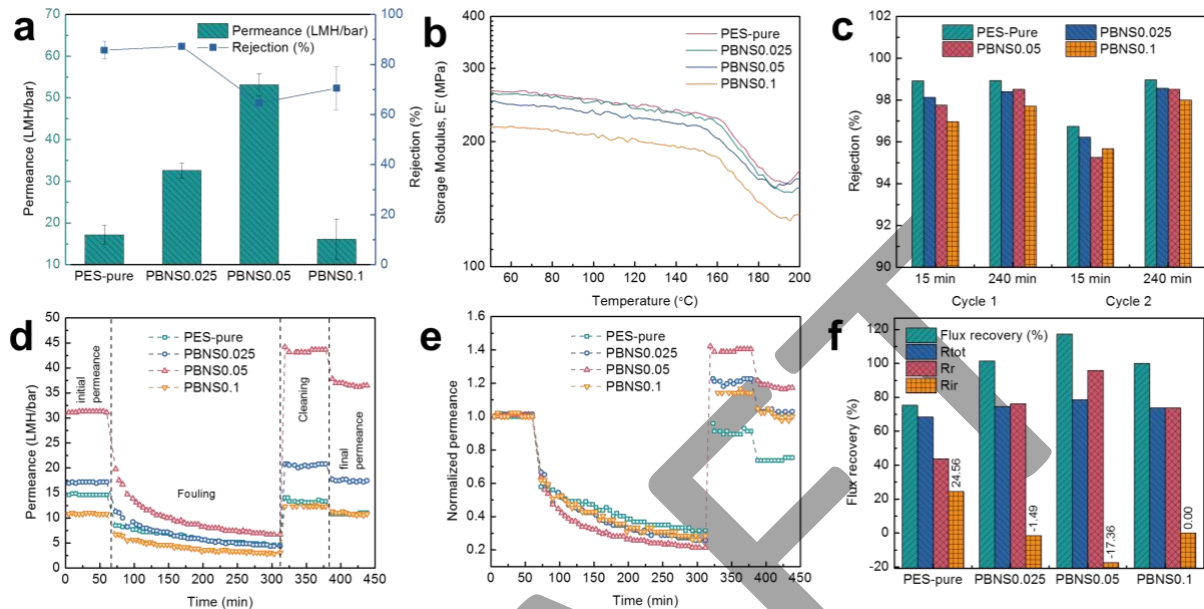 a
Permeance (LMH/bar)
Rejection (%)
70
60
50
40
30
20
10
100
80
60
40
20
0
Permeance (LMH/bar)
Rejection (%)
PES-pure PBNS0.025 PBNS0.05 PBNS0.1
b
PES-pure
PBNS0.025
PBNS0.05
PBNS0.1
400
300
200
100
Storage Modulus, E' (MPa)
60 80 100 120 140 160 180 200
Temperature (°C)
c
PES-Pure PBNS0.025
PBNS0.05 PBNS0.1
102
100
98
96
94
92
90
Rejection (%)
15 min 240 min 15 min 240 min
Cycle 1 Cycle 2
d
PES-pure
PBNS0.025
PBNS0.05
PBNS0.1
50
45
40
35
30
25
20
15
10
5
0
Permeance (LMH/bar)
initial permeance
Fouling
Cleaning
final permeance
0 50 100 150 200 250 300 350 400 450
Time (min)
e
PES-pure
PBNS0.025
PBNS0.05
PBNS0.1
1.6
1.4
1.2
1.0
0.8
0.6
0.4
0.2
Normalized permeance
0 50 100 150 200 250 300 350 400 450
Time (min)
f
Flux recovery (%)
Rtot
Rr
Rir
120
100
80
60
40
20
0
-20
Flux recovery (%)
24.56
-1.49
-17.36
0.00
PES-pure PBNS0.025 PBNS0.05 PBNS0.1